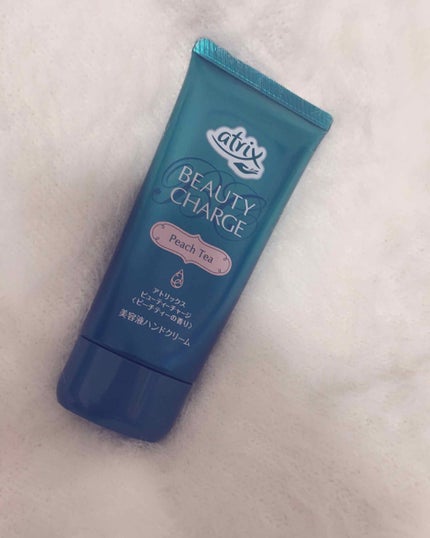 atrix
BEAUTY
CHARGE
Peach Tea
アトリックス
ビューティーチャージ
〈ピーチティーの香り〉
美容液ハンドクリーム